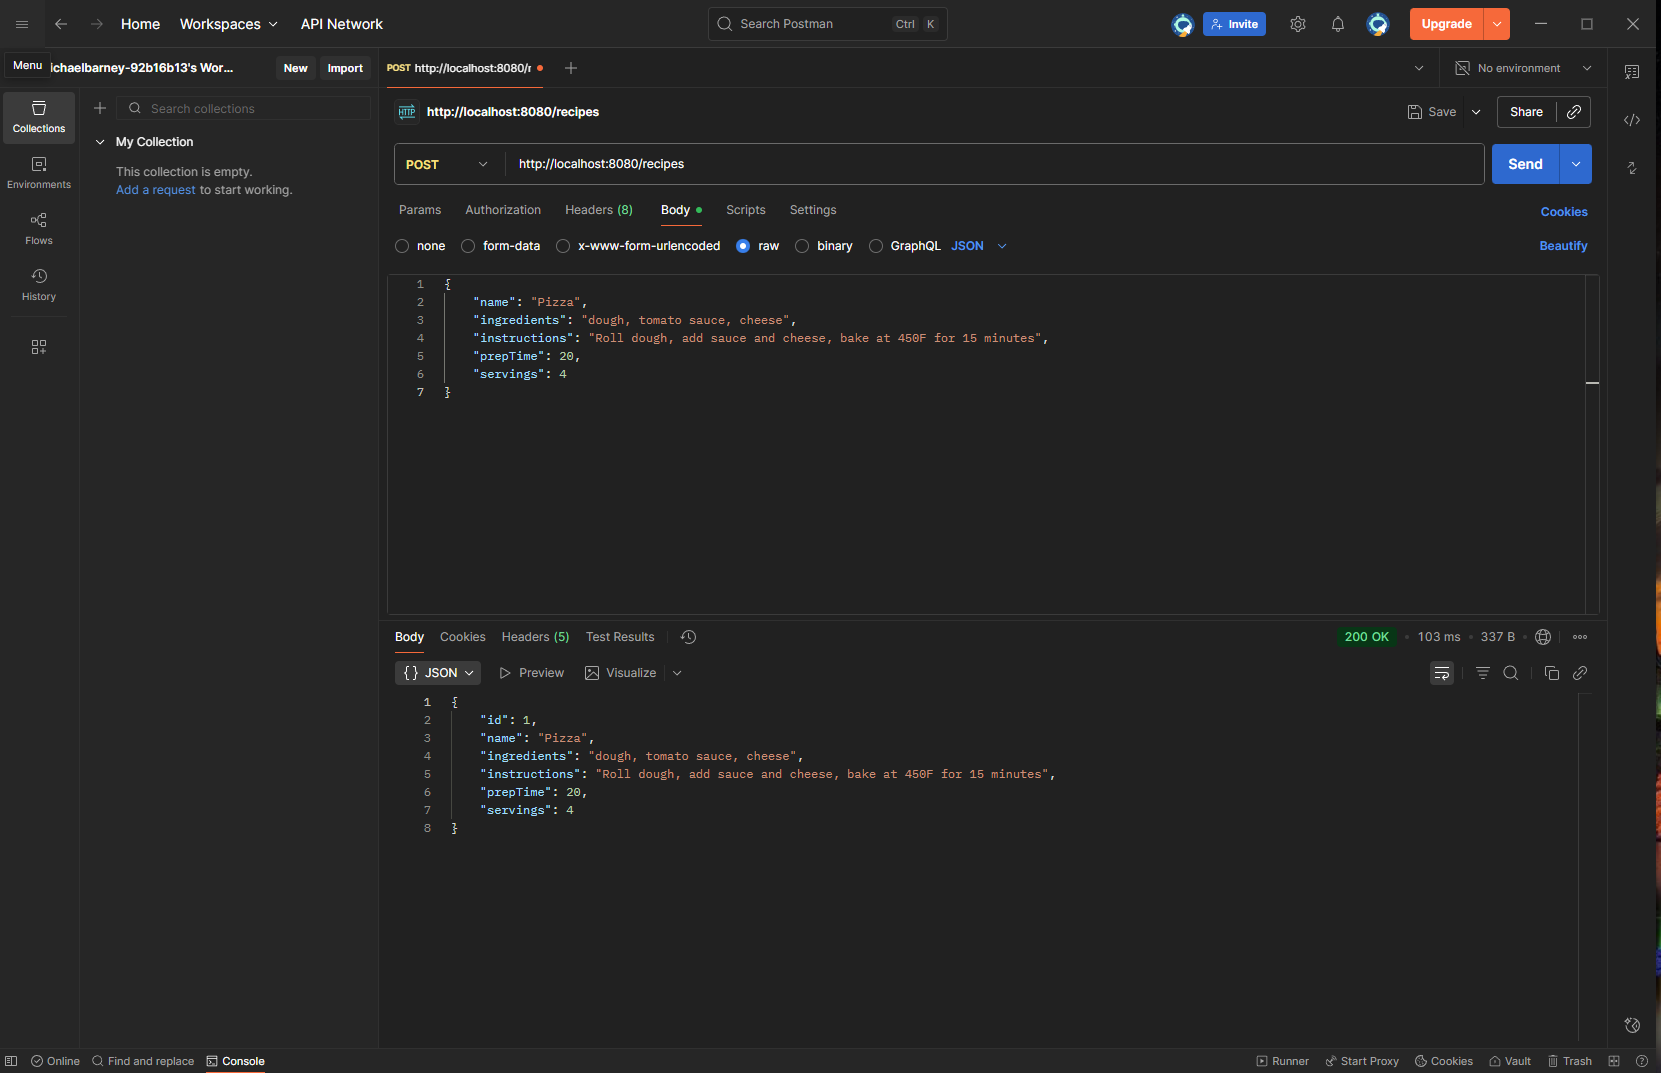 Home Workspaces API Network Search Postman Ctrl K Invite Upgrade
Menu ichaelbarney-92b16b13's Wor... New Import POST http://localhost:8080/r No environment
Collections
Environments
Flows
History
Search collections
My Collection
This collection is empty.
Add a request to start working.
HTTP http://localhost:8080/recipes Save Share
POST http://localhost:8080/recipes Send
Params Authorization Headers (8) Body Scripts Settings Cookies
none form-data x-www-form-urlencoded raw binary GraphQL JSON Beautify
1 {
2 "name": "Pizza",
3 "ingredients": "dough, tomato sauce, cheese",
4 "instructions": "Roll dough, add sauce and cheese, bake at 450F for 15 minutes",
5 "prepTime": 20,
6 "servings": 4
7 }
Body Cookies Headers (5) Test Results 200 OK • 103 ms • 337 B •
{} JSON Preview Visualize
1 {
2 "id": 1,
3 "name": "Pizza",
4 "ingredients": "dough, tomato sauce, cheese",
5 "instructions": "Roll dough, add sauce and cheese, bake at 450F for 15 minutes",
6 "prepTime": 20,
7 "servings": 4
8 }
Online Find and replace Console Runner Start Proxy Cookies Vault Trash